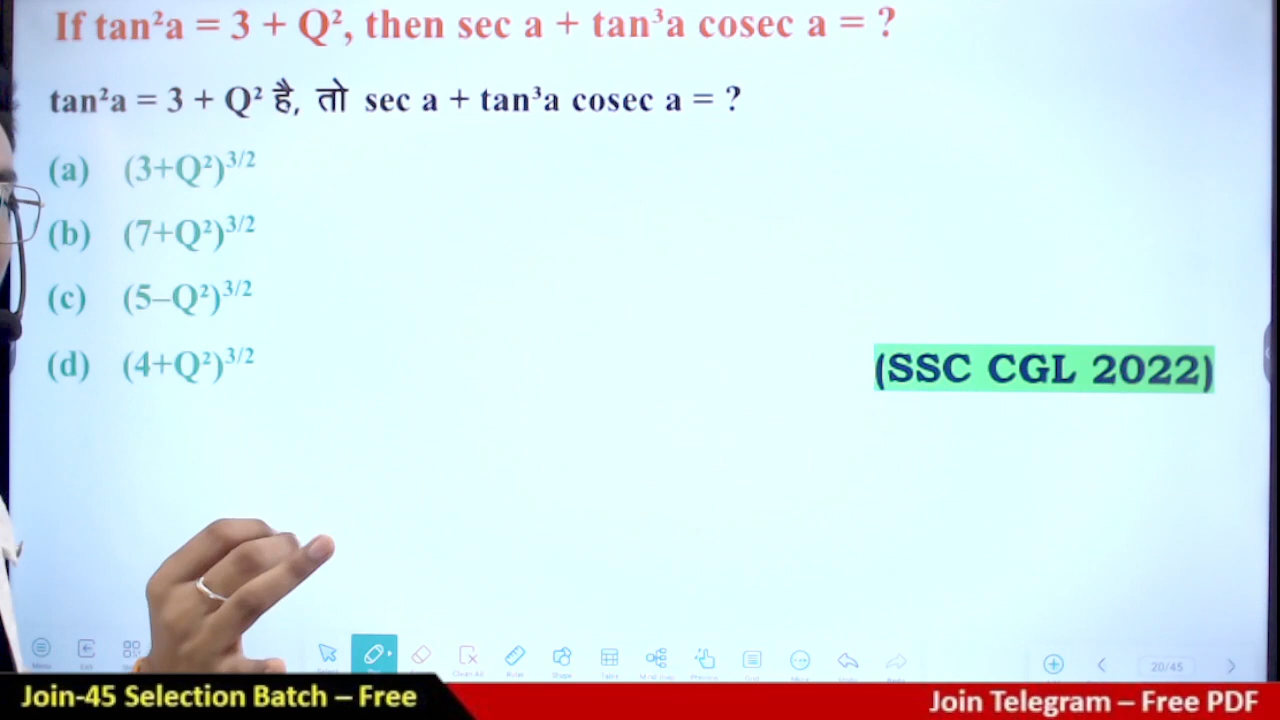 If tan²a = 3 + Q², then sec a + tan³a cosec a = ?
tan²a = 3 + Q² है, तो sec a + tan³a cosec a = ?
(a) (3+Q²)^3/2
(b) (7+Q²)^3/2
(c) (5–Q²)^3/2
(d) (4+Q²)^3/2
(SSC CGL 2022)
20/45
Join-45 Selection Batch – Free
Join Telegram – Free PDF